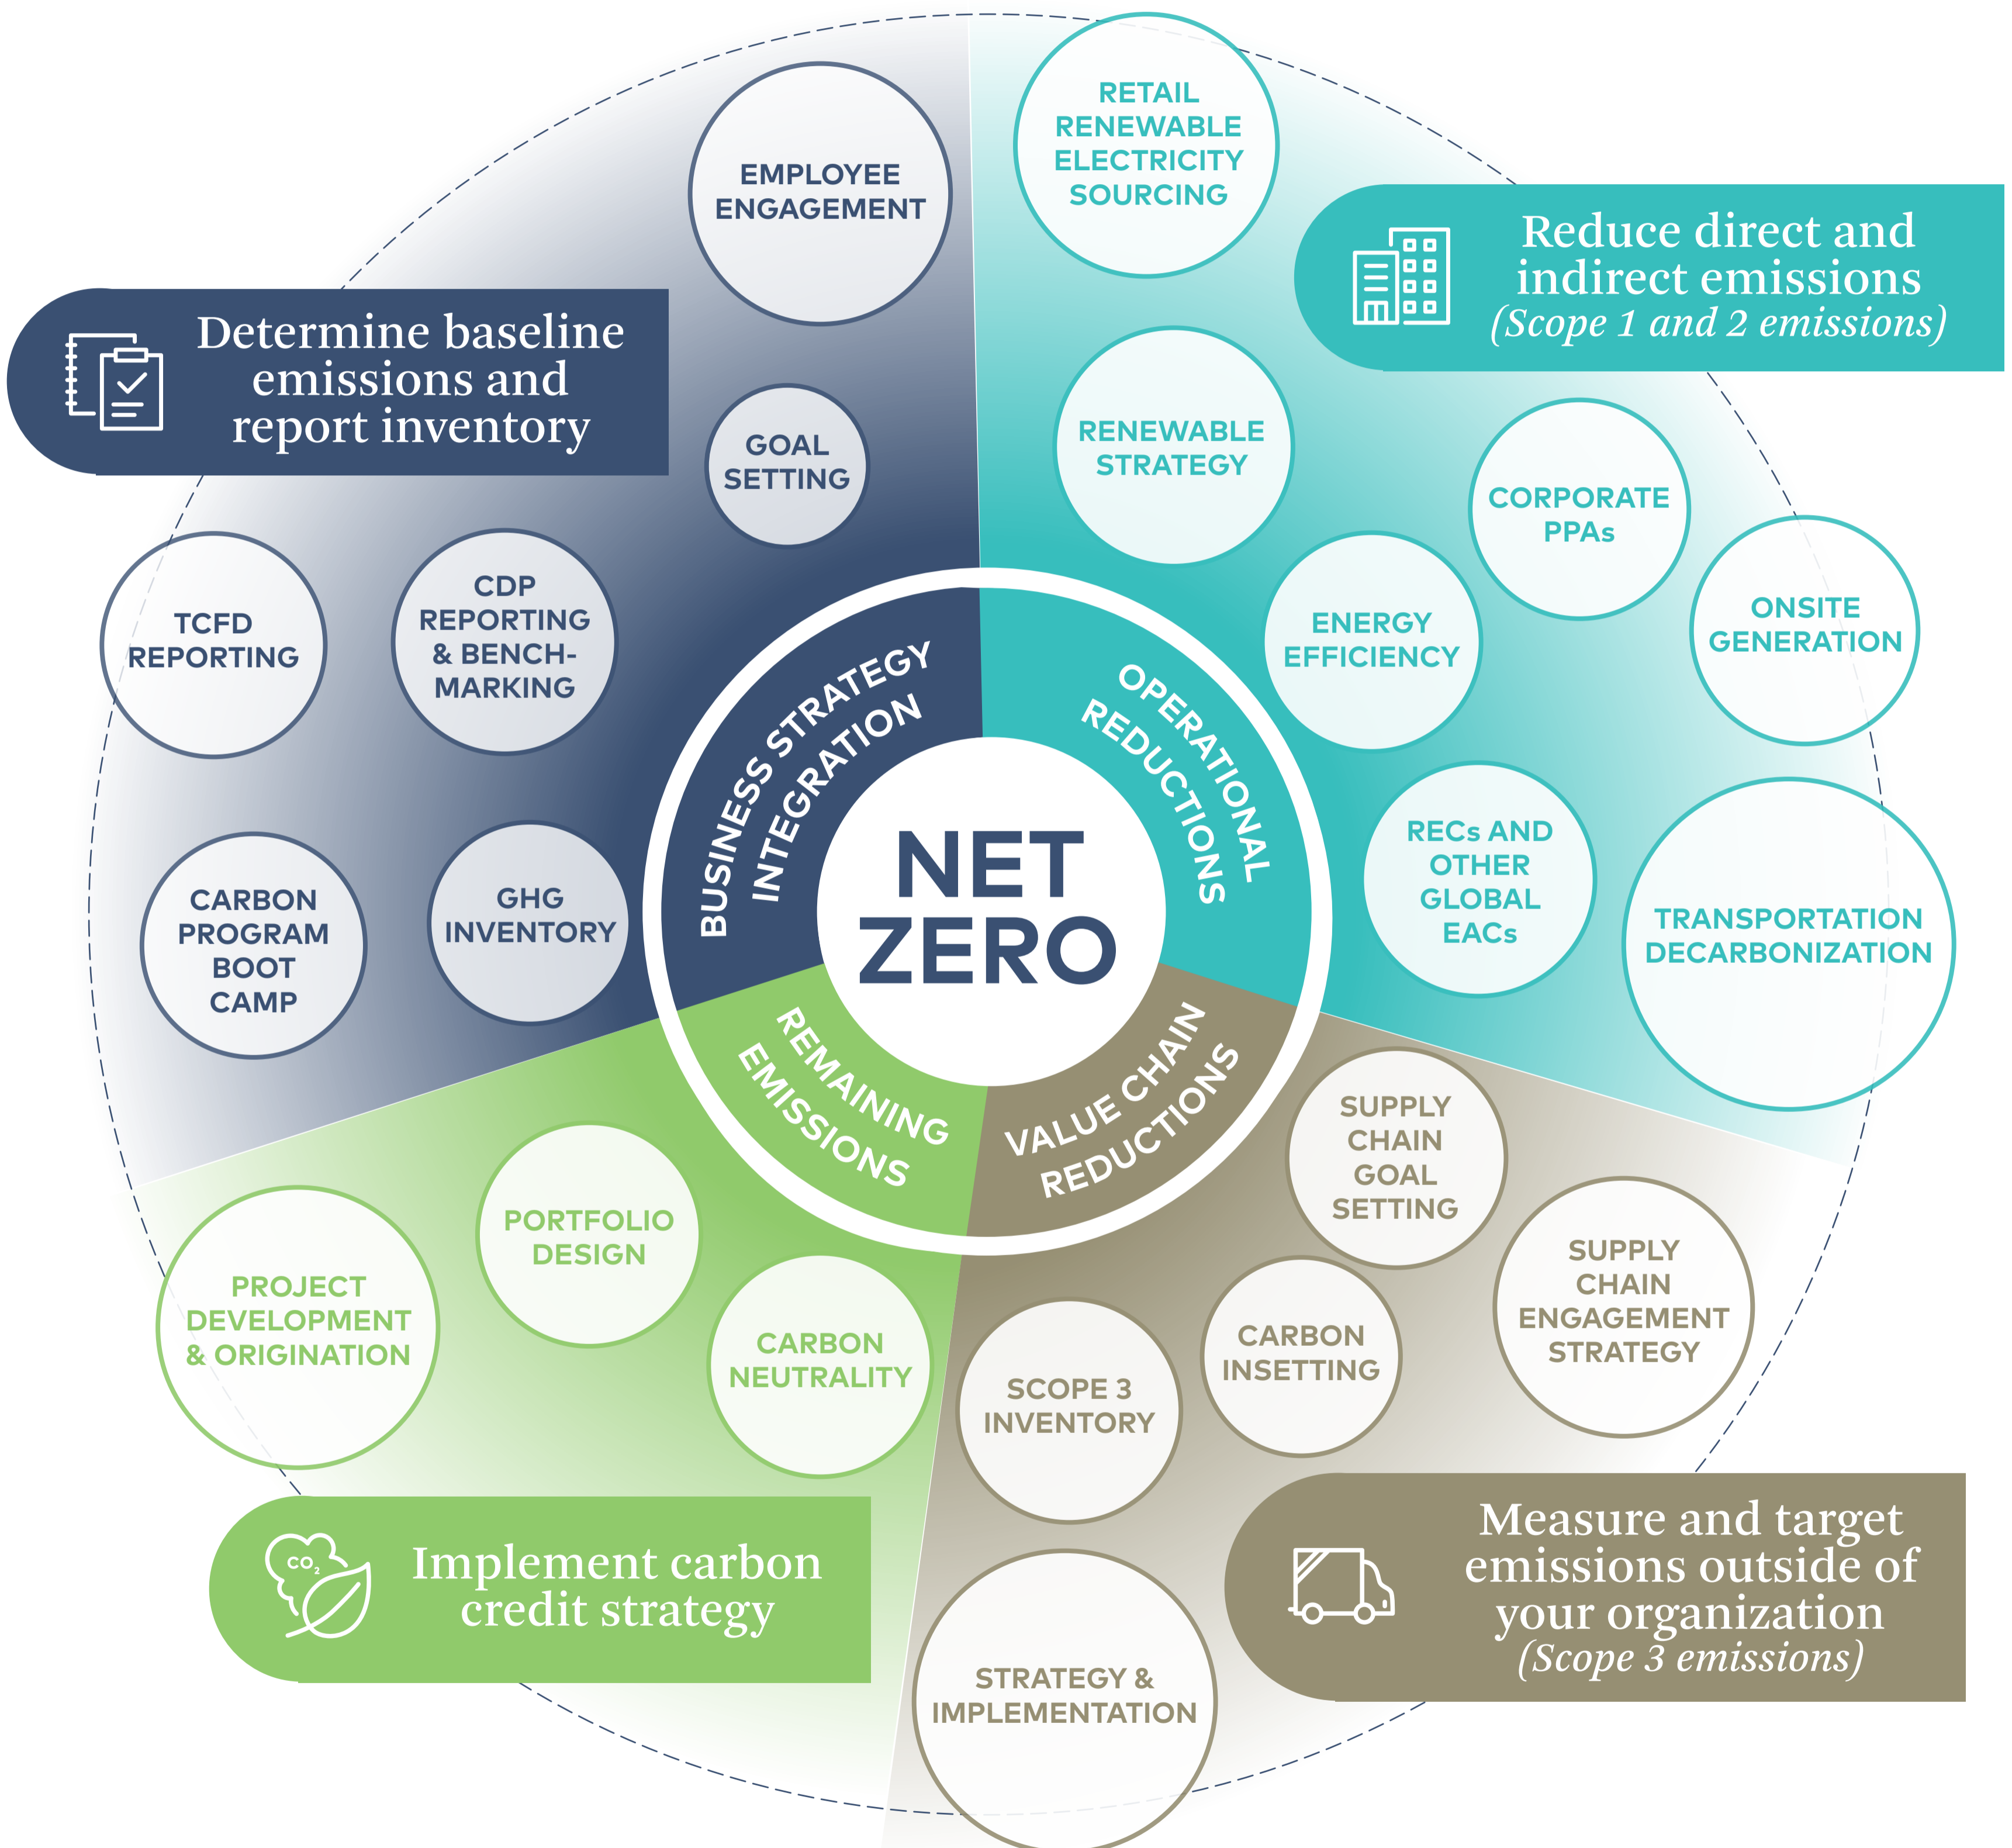 EMPLOYEE
ENGAGEMENT
Determine baseline
emissions and
report inventory
GOAL
SETTING
TCFD
REPORTING
CDP
REPORTING
& BENCH-
MARKING
CARBON
PROGRAM
BOOT
CAMP
GHG
INVENTORY
BUSINESS STRATEGY
INTEGRATION
RETAIL
RENEWABLE
ELECTRICITY
SOURCING
Reduce direct and
indirect emissions
(Scope 1 and 2 emissions)
RENEWABLE
STRATEGY
CORPORATE
PPAs
ENERGY
EFFICIENCY
ONSITE
GENERATION
RECs AND
OTHER
GLOBAL
EACs
TRANSPORTATION
DECARBONIZATION
OPERATIONAL
REDUCTIONS
NET
ZERO
REMAINING
EMISSIONS
PORTFOLIO
DESIGN
PROJECT
DEVELOPMENT
& ORIGINATION
CARBON
NEUTRALITY
CO2
Implement carbon
credit strategy
VALUE CHAIN
REDUCTIONS
SUPPLY
CHAIN
GOAL
SETTING
SUPPLY
CHAIN
ENGAGEMENT
STRATEGY
CARBON
INSETTING
SCOPE 3
INVENTORY
STRATEGY &
IMPLEMENTATION
Measure and target
emissions outside of
your organization
(Scope 3 emissions)